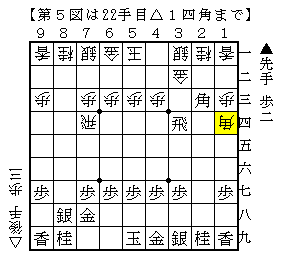 【第５図は22手目△１四角まで】
9 8 7 6 5 4 3 2 1
香 桂 銀 金 玉 銀 桂 香 一
金 二
歩 歩 歩 歩 歩 角 歩 三
飛 飛 角 四
五
六
歩 歩 歩 歩 歩 歩 歩 七
銀 金 八
香 桂 玉 金 銀 桂 香 九
▲先手 歩二
△後手 歩三